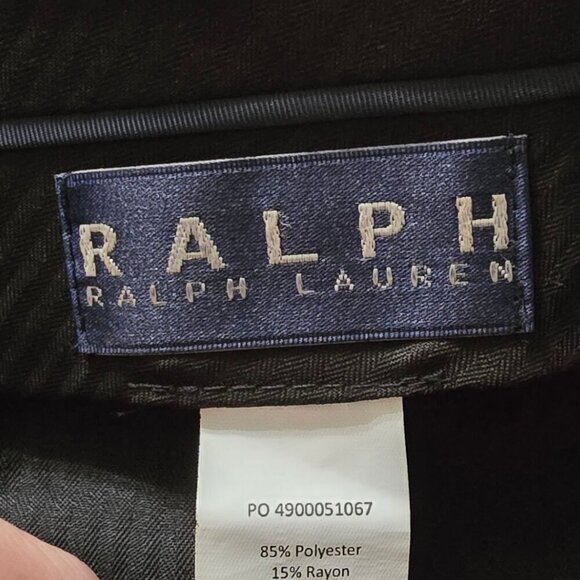 RALPH
RALPH LAUREN
PO 4900051067
85% Polyester
15% Rayon